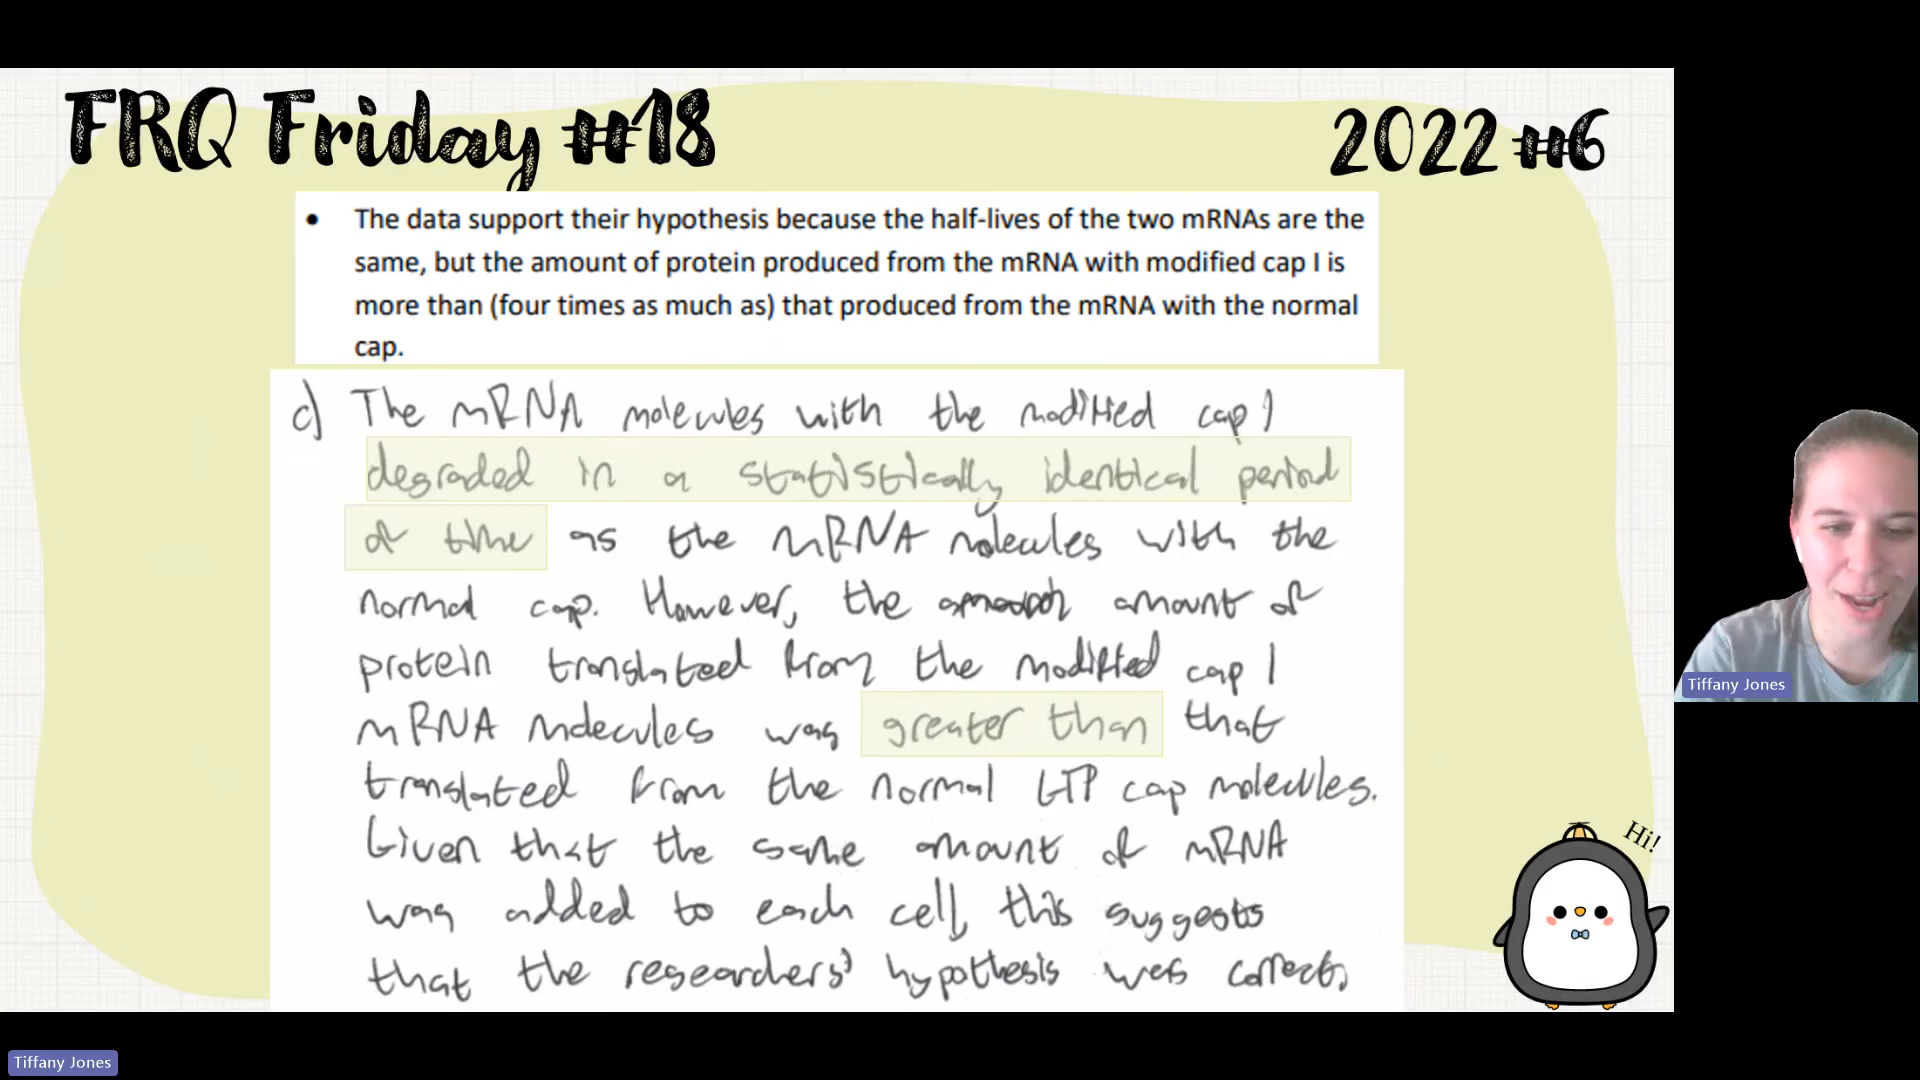 FRQ Friday #18
2022 #6
• The data support their hypothesis because the half-lives of the two mRNAs are the
same, but the amount of protein produced from the mRNA with modified cap I is
more than (four times as much as) that produced from the mRNA with the normal
cap.
c) The mRNA molecules with the modified cap 1
degraded in a statistically identical period
of time as the mRNA molecules with the
normal cap. However, the amount of
protein translated from the modified cap 1
mRNA molecules was greater than that
translated from the normal GTP cap molecules.
Given that the same amount of mRNA
was added to each cell, this suggests
that the researchers' hypothesis was correct,
Hi!
Tiffany Jones
Tiffany Jones